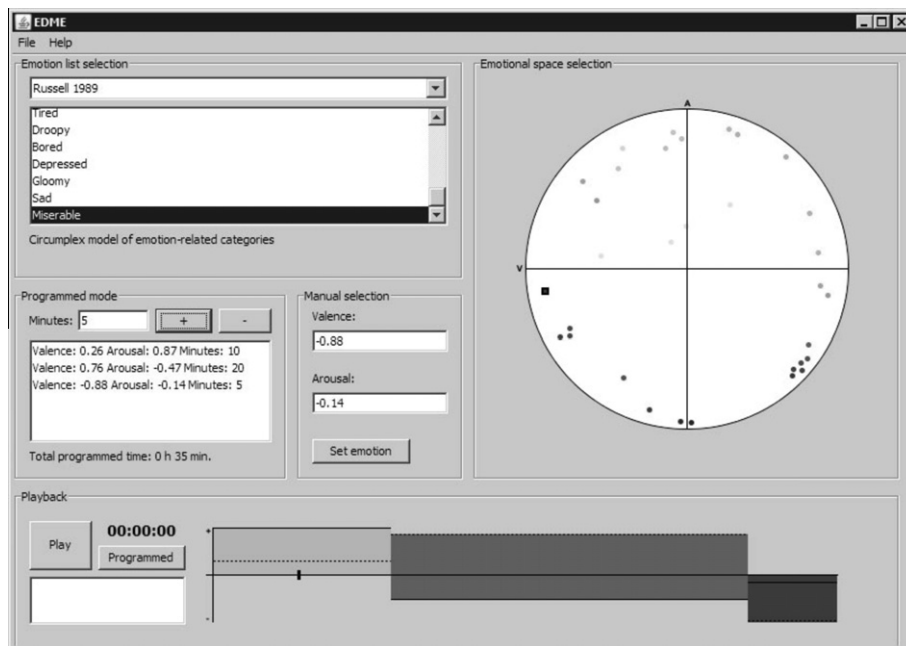 EDME
File Help
Emotion list selection
Russell 1989
Tired
Droopy
Bored
Depressed
Gloomy
Sad
Miserable
Circumplex model of emotion-related categories
Emotional space selection
A
V
Programmed mode
Minutes: 5 + -
Valence: 0.26 Arousal: 0.87 Minutes: 10
Valence: 0.76 Arousal: -0.47 Minutes: 20
Valence: -0.88 Arousal: -0.14 Minutes: 5
Total programmed time: 0 h 35 min.
Manual selection
Valence:
-0.88
Arousal:
-0.14
Set emotion
Playback
Play
00:00:00
Programmed
+
-